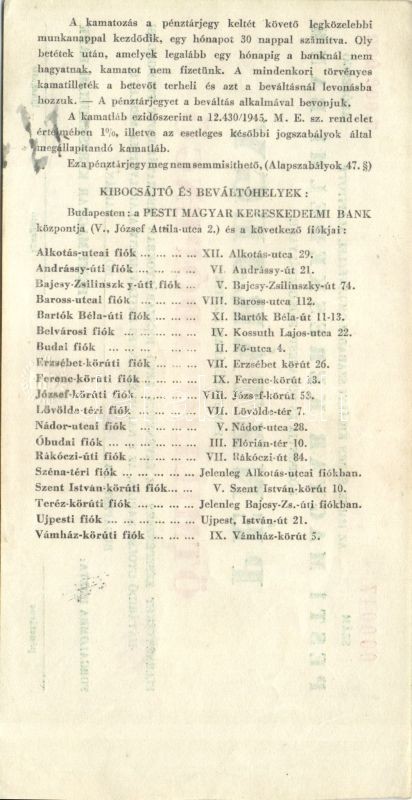 A kamatozás a pénztárjegy keltét követő legközelebbi
munkanappal kezdődik, egy hónapot 30 nappal számítva. Oly
betétek után, amelyek legalább egy hónapig a banknál nem
hagyatnak, kamatot nem fizetünk. A mindenkori törvényes
kamatilleték a betevőt terheli és azt a beváltásnál levonásba
hozzuk. — A pénztárjegyet a beváltás alkalmával bevonjuk.
A kamatláb ezidőszerint a 12.430/1945. M. E. sz. rendelet
értelmében 1%, illetve az esetleges későbbi jogszabályok által
megállapítandó kamatláb.
Ez a pénztárjegy meg nem semmisíthető, (Alapszabályok 47. §)
KIBOCSÁJTÓ ÉS BEVÁLTÓHELYEK:
Budapesten: a PESTI MAGYAR KERESKEDELMI BANK
központja (V., József Attila-utca 2.) és a következő fiókjai:
Alkotás-utcai fiók ... ... ... ... XII. Alkotás-utca 29.
Andrássy-úti fiók ... ... ... ... VI. Andrássy-út 21.
Bajcsy-Zsilinszky-úti fiók ... ... V. Bajcsy-Zsilinszky-út 74.
Baross-utcai fiók ... ... ... ... VIII. Baross-utca 112.
Bartók Béla-úti fiók ... ... ... XI. Bartók Béla-út 11-13.
Belvárosi fiók ... ... ... ... IV. Kossuth Lajos-utca 22.
Budai fiók ... ... ... ... II. Fő-utca 4.
Erzsébet-körúti fiók ... ... ... VII. Erzsébet körút 26.
Ferenc-körúti fiók ... ... ... ... IX. Ferenc-körút 13.
József-körúti fiók ... ... ... ... VIII. József-körút 53.
Lövölde-téri fiók ... ... ... ... VII. Lövölde-tér 7.
Nádor-utcai fiók ... ... ... ... V. Nádor-utca 28.
Óbudai fiók ... ... ... ... ... III. Flórián-tér 10.
Rákóczi-úti fiók ... ... ... ... VII. Rákóczi-út 84.
Széna-téri fiók ... ... ... ... Jelenleg Alkotás-utcai fiókban.
Szent István-körúti fiók... ... V. Szent István-körút 10.
Teréz-körúti fiók ... ... ... ... Jelenleg Bajcsy-Zs.-úti fiókban.
Ujpesti fiók ... ... ... ... ... Ujpest, István-út 21.
Vámház-körúti fiók ... ... ... IX. Vámház-körút 5.